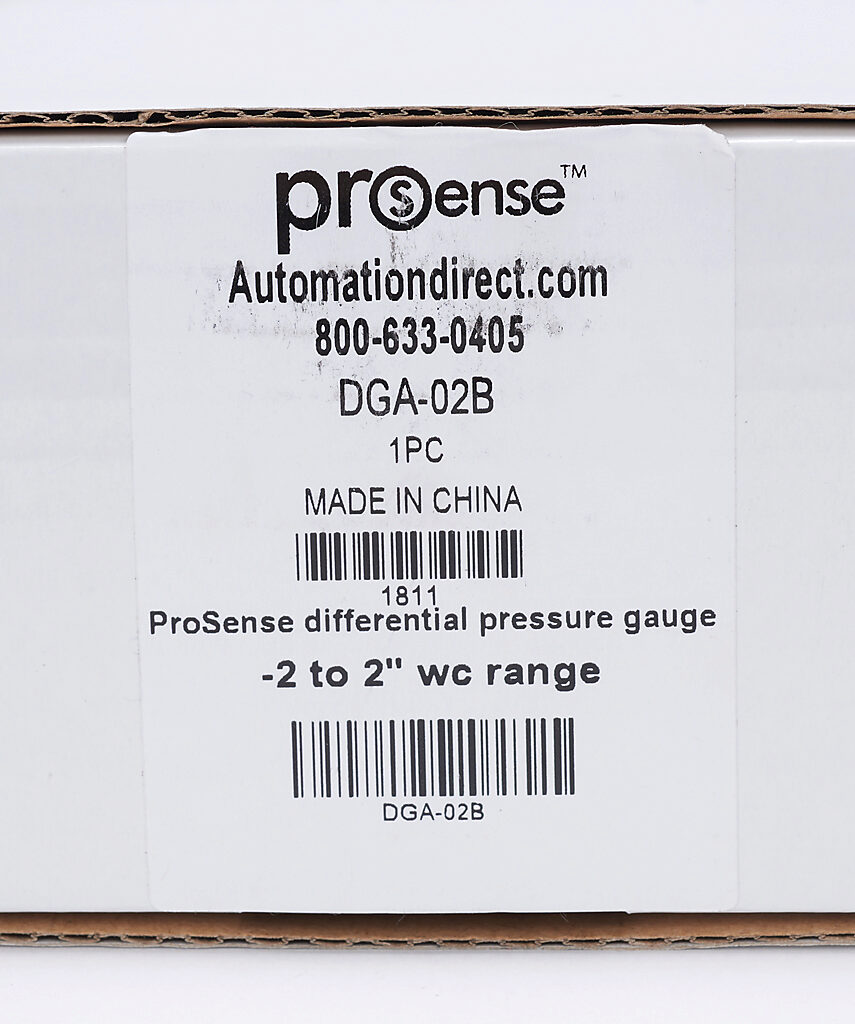 prosense™
Automationdirect.com
800-633-0405
DGA-02B
1PC
MADE IN CHINA
1811
ProSense differential pressure gauge
-2 to 2" wc range
DGA-02B